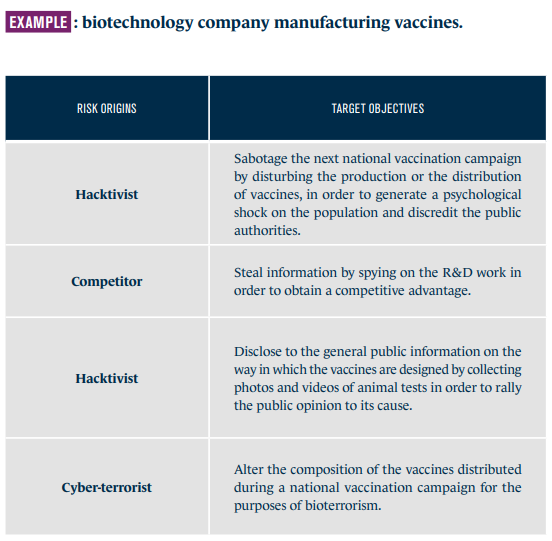 EXAMPLE : biotechnology company manufacturing vaccines.
RISK ORIGINS
TARGET OBJECTIVES
Hacktivist
Sabotage the next national vaccination campaign
by disturbing the production or the distribution
of vaccines, in order to generate a psychological
shock on the population and discredit the public
authorities.
Competitor
Steal information by spying on the R&D work in
order to obtain a competitive advantage.
Hacktivist
Disclose to the general public information on the
way in which the vaccines are designed by collecting
photos and videos of animal tests in order to rally
the public opinion to its cause.
Cyber-terrorist
Alter the composition of the vaccines distributed
during a national vaccination campaign for the
purposes of bioterrorism.